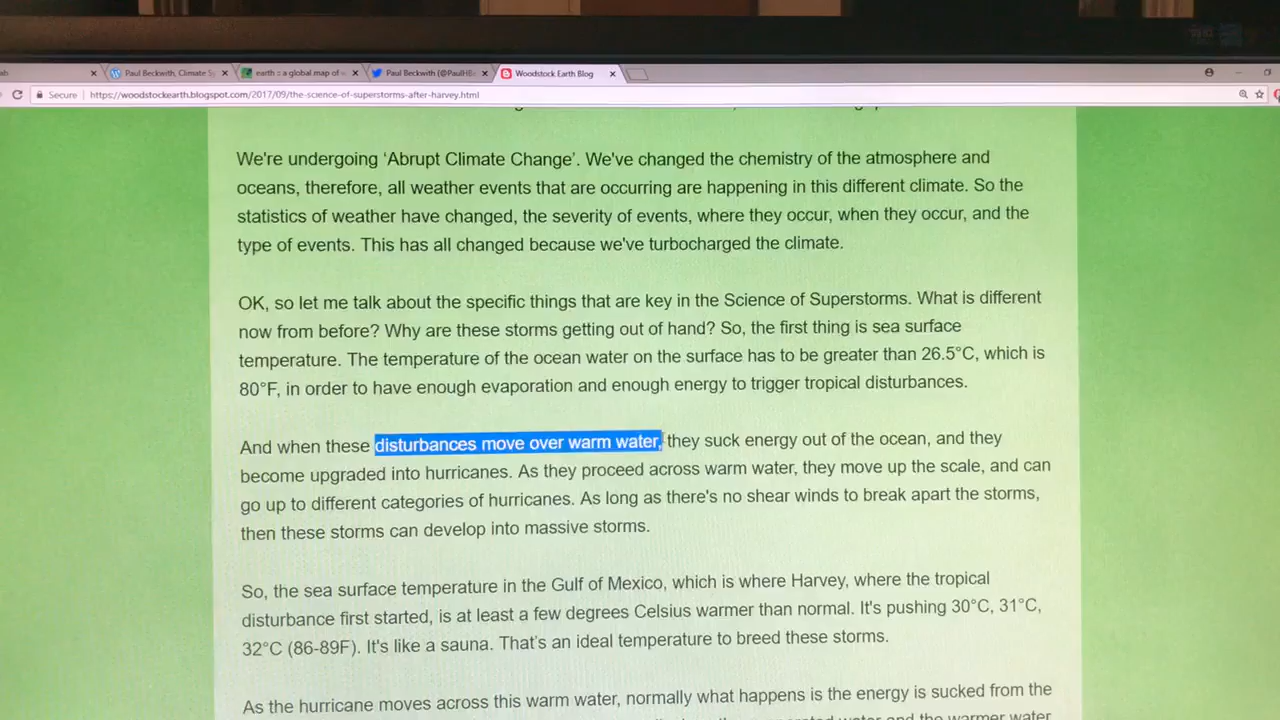 Paul Beckwith, Climate Sy
earth :: a global map of
Paul Beckwith (@PaulHBe
Woodstock Earth Blog
Secure
https://woodstockearth.blogspot.com/2017/09/the-science-of-superstorms-after-harvey.html
We're undergoing ‘Abrupt Climate Change’. We've changed the chemistry of the atmosphere and
oceans, therefore, all weather events that are occurring are happening in this different climate. So the
statistics of weather have changed, the severity of events, where they occur, when they occur, and the
type of events. This has all changed because we've turbocharged the climate.
OK, so let me talk about the specific things that are key in the Science of Superstorms. What is different
now from before? Why are these storms getting out of hand? So, the first thing is sea surface
temperature. The temperature of the ocean water on the surface has to be greater than 26.5°C, which is
80°F, in order to have enough evaporation and enough energy to trigger tropical disturbances.
And when these disturbances move over warm water, they suck energy out of the ocean, and they
become upgraded into hurricanes. As they proceed across warm water, they move up the scale, and can
go up to different categories of hurricanes. As long as there's no shear winds to break apart the storms,
then these storms can develop into massive storms.
So, the sea surface temperature in the Gulf of Mexico, which is where Harvey, where the tropical
disturbance first started, is at least a few degrees Celsius warmer than normal. It's pushing 30°C, 31°C,
32°C (86-89F). It's like a sauna. That's an ideal temperature to breed these storms.
As the hurricane moves across this warm water, normally what happens is the energy is sucked from the
water and the warmer water